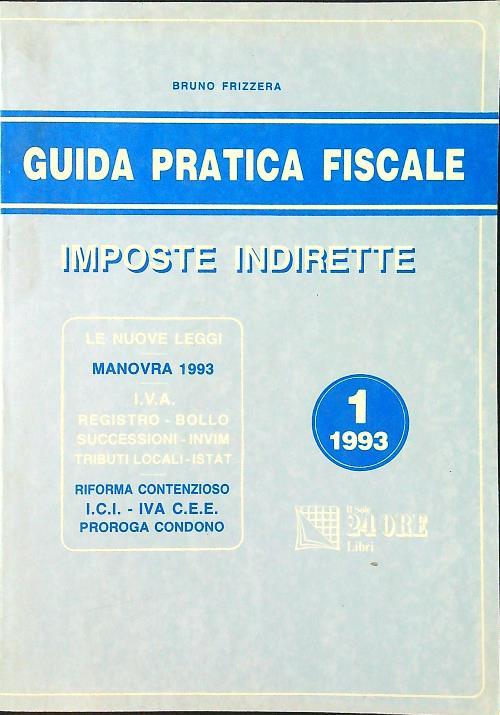 BRUNO FRIZZERA
GUIDA PRATICA FISCALE
IMPOSTE INDIRETTE
LE NUOVE LEGGI
MANOVRA 1993
I.V.A.
REGISTRO - BOLLO
SUCCESSIONI - INVIM
TRIBUTI LOCALI - ISTAT
RIFORMA CONTENZIOSO
I.C.I. - IVA C.E.E.
PROROGA CONDONO
1
1993
Il Sole
24 ORE
Libri